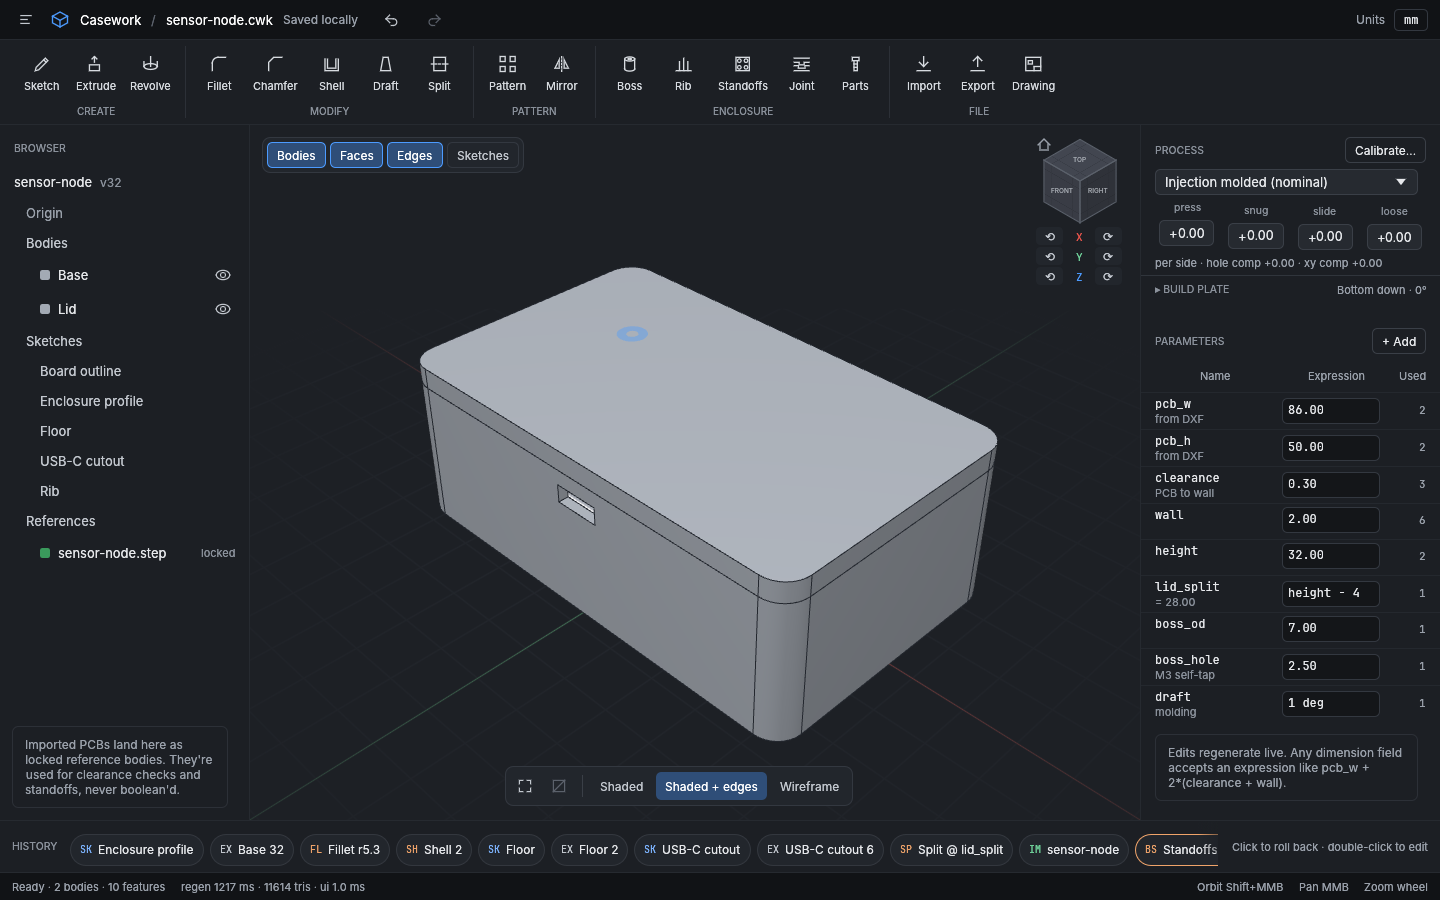 Casework / sensor-node.cwk Saved locally
Units mm
Sketch Extrude Revolve
CREATE
Fillet Chamfer Shell Draft Split
MODIFY
Pattern Mirror
PATTERN
Boss Rib Standoffs Joint Parts
ENCLOSURE
Import Export Drawing
FILE
BROWSER
sensor-node v32
Origin
Bodies
Base
Lid
Sketches
Board outline
Enclosure profile
Floor
USB-C cutout
Rib
References
sensor-node.step locked
Imported PCBs land here as
locked reference bodies. They're
used for clearance checks and
standoffs, never boolean'd.
Bodies Faces Edges Sketches
TOP
FRONT RIGHT
X
Y
Z
Shaded Shaded + edges Wireframe
PROCESS Calibrate...
Injection molded (nominal)
press snug slide loose
+0.00 +0.00 +0.00 +0.00
per side · hole comp +0.00 · xy comp +0.00
▸ BUILD PLATE Bottom down · 0°
PARAMETERS + Add
Name Expression Used
pcb_w 86.00 2
from DXF
pcb_h 50.00 2
from DXF
clearance 0.30 3
PCB to wall
wall 2.00 6
height 32.00 2
lid_split height - 4 1
= 28.00
boss_od 7.00 1
boss_hole 2.50 1
M3 self-tap
draft 1 deg 1
molding
Edits regenerate live. Any dimension field
accepts an expression like pcb_w +
2*(clearance + wall).
HISTORY SK Enclosure profile EX Base 32 FL Fillet r5.3 SH Shell 2 SK Floor EX Floor 2 SK USB-C cutout EX USB-C cutout 6 SP Split @ lid_split IM sensor-node BS Standoffs Click to roll back · double-click to edit
Ready · 2 bodies · 10 features regen 1217 ms · 11614 tris · ui 1.0 ms
Orbit Shift+MMB Pan MMB Zoom wheel